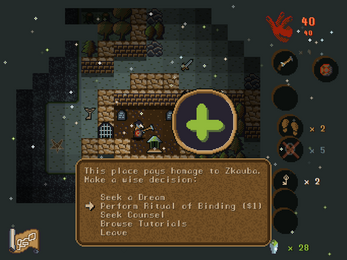 40
40
× 2
× 5
× 2
This place pays homage to Zkauba.
Make a wise decision:
Seek a Dream
Perform Ritual of Binding ($1)
Seek Counsel
Browse Tutorials
Leave
× 28